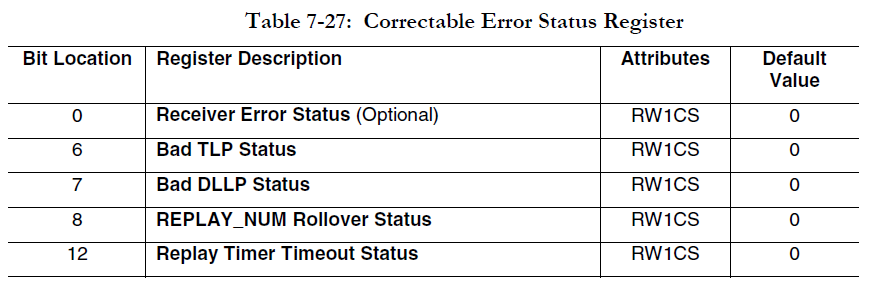 Table 7-27: Correctable Error Status Register
Bit Location Register Description Attributes Default Value
0 Receiver Error Status (Optional) RW1CS 0
6 Bad TLP Status RW1CS 0
7 Bad DLLP Status RW1CS 0
8 REPLAY_NUM Rollover Status RW1CS 0
12 Replay Timer Timeout Status RW1CS 0